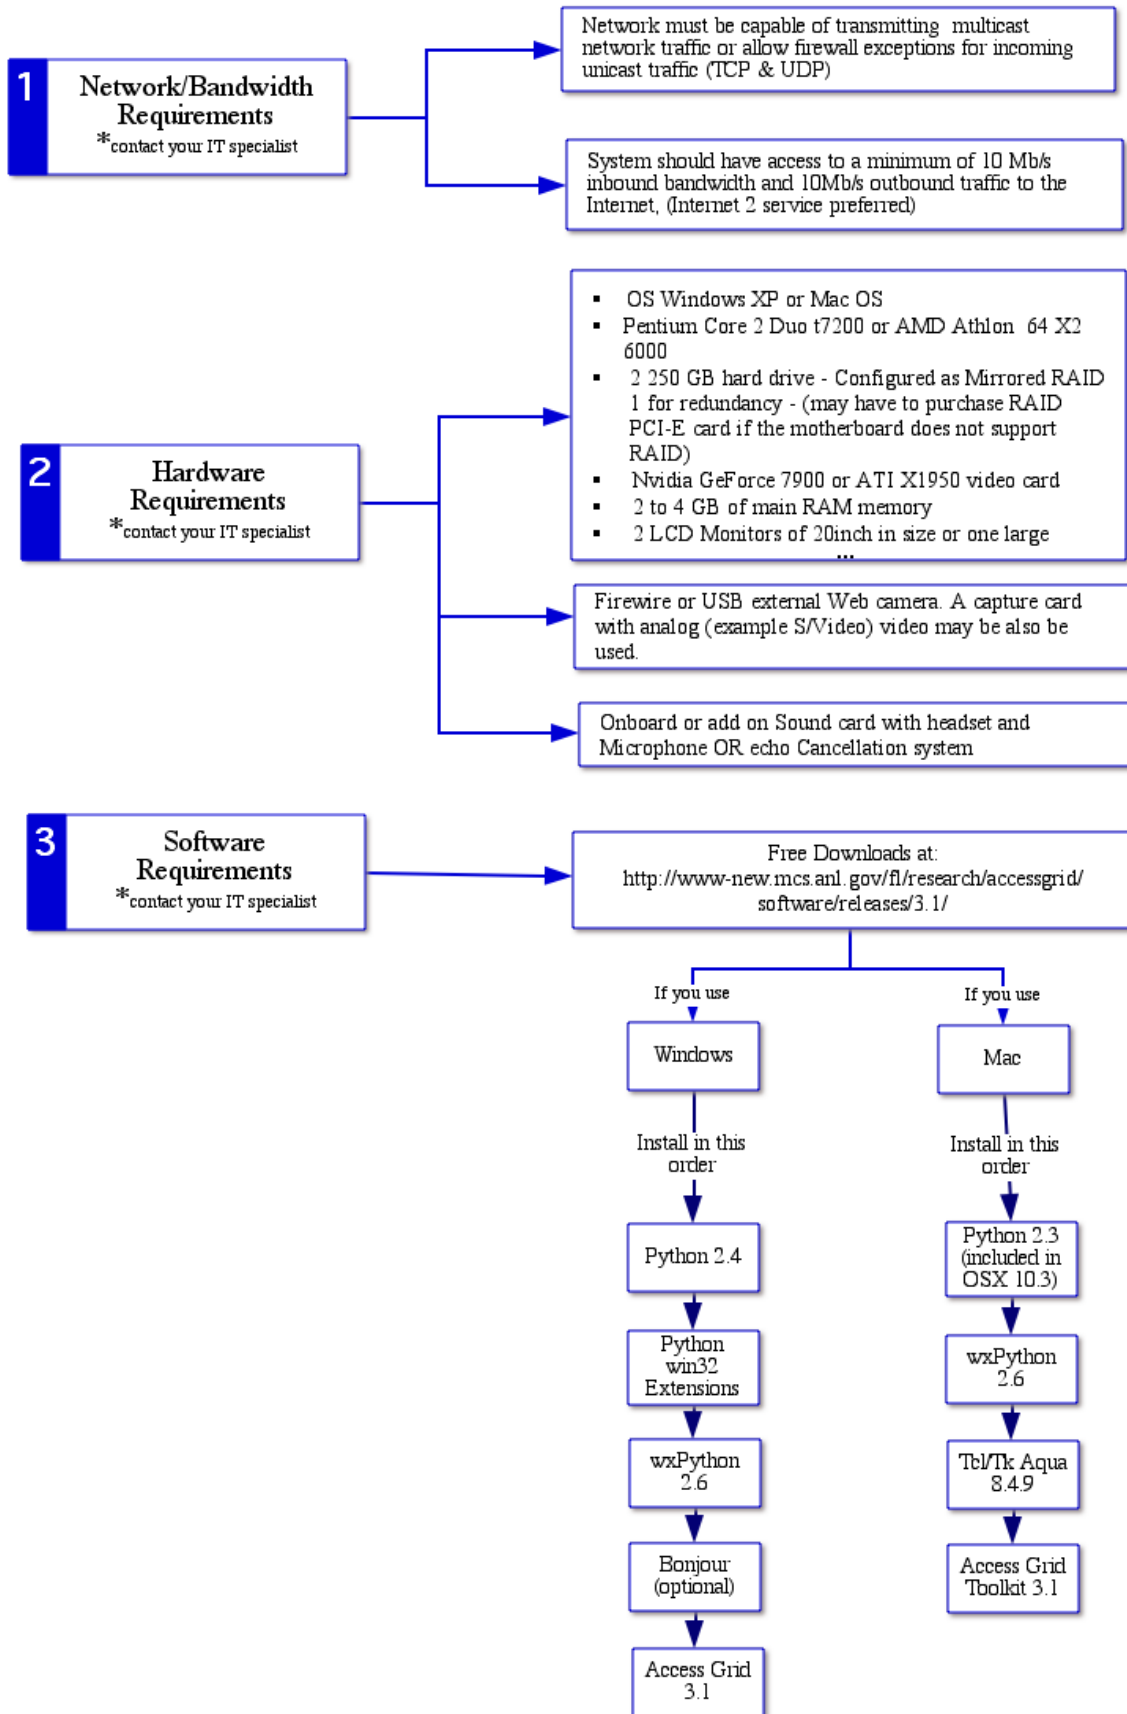 1
Network/Bandwidth
Requirements
*contact your IT specialist
Network must be capable of transmitting multicast
network traffic or allow firewall exceptions for incoming
unicast traffic (TCP & UDP)
System should have access to a minimum of 10 Mb/s
inbound bandwidth and 10Mb/s outbound traffic to the
Internet, (Internet 2 service preferred)
2
Hardware
Requirements
*contact your IT specialist
▪ OS Windows XP or Mac OS
▪ Pentium Core 2 Duo t7200 or AMD Athlon 64 X2
6000
▪ 2 250 GB hard drive - Configured as Mirrored RAID
1 for redundancy - (may have to purchase RAID
PCI-E card if the motherboard does not support
RAID)
▪ Nvidia GeForce 7900 or ATI X1950 video card
▪ 2 to 4 GB of main RAM memory
▪ 2 LCD Monitors of 20inch in size or one large
...
Firewire or USB external Web camera. A capture card
with analog (example S/Video) video may be also be
used.
Onboard or add on Sound card with headset and
Microphone OR echo Cancellation system
3
Software
Requirements
*contact your IT specialist
Free Downloads at:
http://www-new.mcs.anl.gov/fl/research/accessgrid/
software/releases/3.1/
If you use
Windows
Install in this
order
Python 2.4
Python
win32
Extensions
wxPython
2.6
Bonjour
(optional)
Access Grid
3.1
If you use
Mac
Install in this
order
Python 2.3
(included in
OSX 10.3)
wxPython
2.6
Tcl/Tk Aqua
8.4.9
Access Grid
Toolkit 3.1